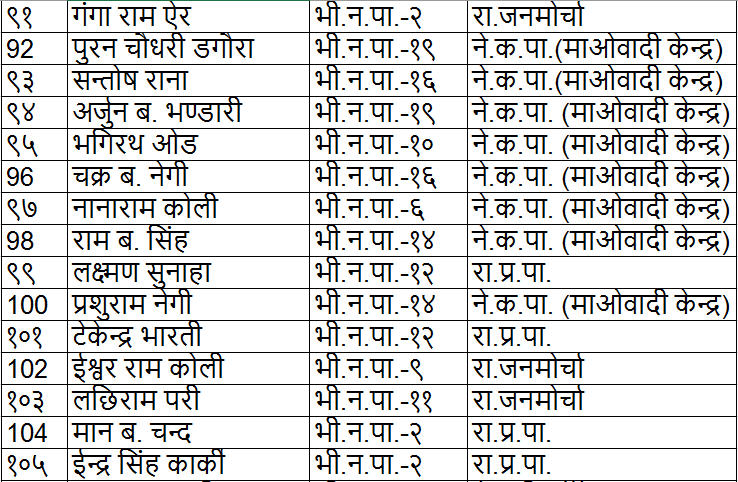 ९१ गंगा राम ऐर भी.न.पा.-२ रा.जनमोर्चा
92 पुरन चौधरी डगौरा भी.न.पा.-१९ ने.क.पा.(माओवादी केन्द्र)
९३ सन्तोष राना भी.न.पा.-१६ ने.क.पा.(माओवादी केन्द्र)
९४ अर्जुन ब. भण्डारी भी.न.पा.-१९ ने.क.पा. (माओवादी केन्द्र)
९५ भगिरथ ओड भी.न.पा.-१० ने.क.पा. (माओवादी केन्द्र)
96 चक्र ब. नेगी भी.न.पा.-१६ ने.क.पा. (माओवादी केन्द्र)
९७ नानाराम कोली भी.न.पा.-६ ने.क.पा. (माओवादी केन्द्र)
98 राम ब. सिंह भी.न.पा.-१४ ने.क.पा. (माओवादी केन्द्र)
९९ लक्ष्मण सुनाहा भी.न.पा.-१२ रा.प्र.पा.
100 प्रशुराम नेगी भी.न.पा.-१४ ने.क.पा. (माओवादी केन्द्र)
१०१ टेकेन्द्र भारती भी.न.पा.-१२ रा.प्र.पा.
102 ईश्वर राम कोली भी.न.पा.-९ रा.जनमोर्चा
१०३ लछिराम परी भी.न.पा.-११ रा.जनमोर्चा
104 मान ब. चन्द भी.न.पा.-२ रा.प्र.पा.
१०५ ईन्द्र सिंह कार्की भी.न.पा.-२ रा.प्र.पा.